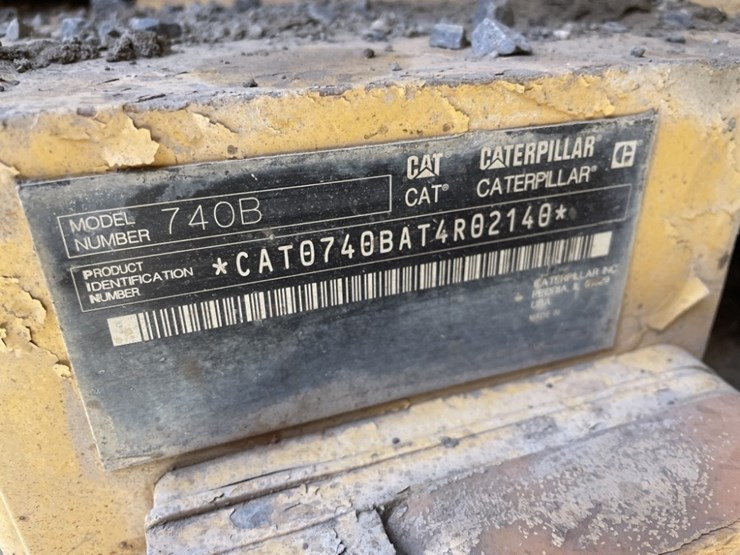 CAT CATERPILLAR
CAT® CATERPILLAR®
MODEL NUMBER 740B
PRODUCT IDENTIFICATION NUMBER *CAT0740BAT4R02140*
CATERPILLAR INC.
USA